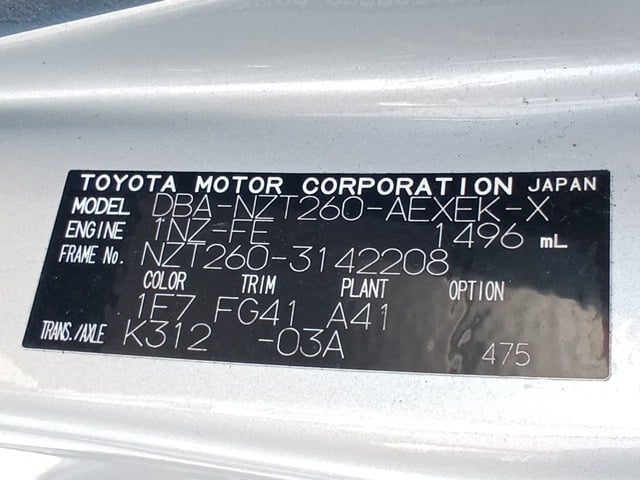 TOYOTA MOTOR CORPORATION JAPAN
MODEL DBA-NZT260-AEXEK-X
ENGINE 1NZ-FE 1496 mL
FRAME No. NZT260-3142208
COLOR TRIM PLANT OPTION
1E7 FG41 A41
TRANS./AXLE K312 -03A 475